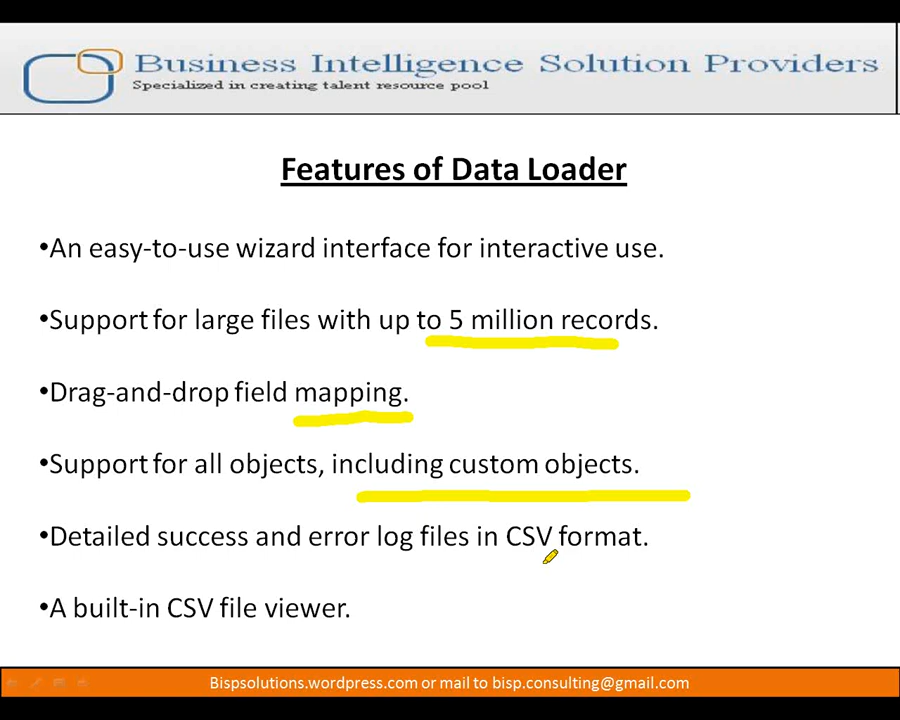 Business Intelligence Solution Providers
Specialized in creating talent resource pool
Features of Data Loader
•An easy-to-use wizard interface for interactive use.
•Support for large files with up to 5 million records.
•Drag-and-drop field mapping.
•Support for all objects, including custom objects.
•Detailed success and error log files in CSV format.
•A built-in CSV file viewer.
Bispsolutions.wordpress.com or mail to bisp.consulting@gmail.com